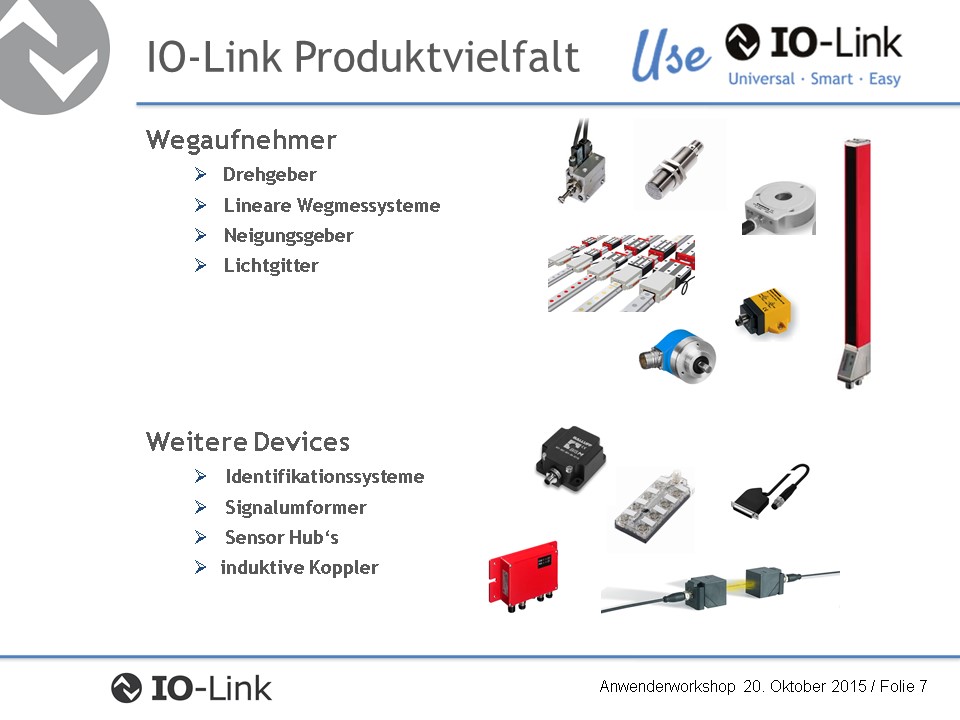 IO-Link Produktvielfalt
Use IO-Link
Universal · Smart · Easy
Wegaufnehmer
Drehgeber
Lineare Wegmessysteme
Neigungsgeber
Lichtgitter
Weitere Devices
BALLUFF
Identifikationssysteme
Signalumformer
Sensor Hub‘s
induktive Koppler
IO-Link
Anwenderworkshop 20. Oktober 2015 / Folie 7